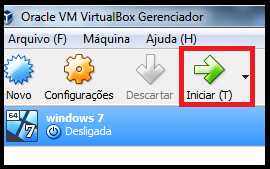 Oracle VM VirtualBox Gerenciador
Arquivo (F) Máquina Ajuda (H)
Novo Configurações Descartar Iniciar (T)
64 windows 7
7 Desligada